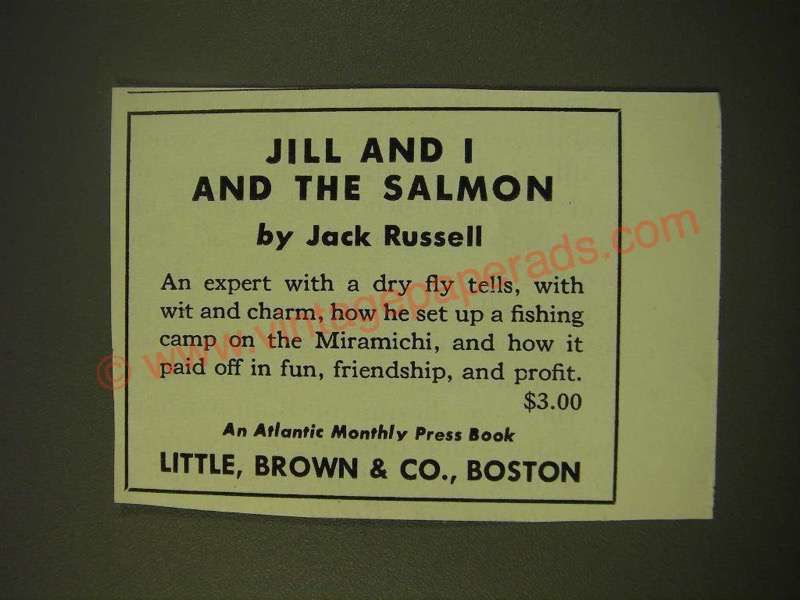 JILL AND I
AND THE SALMON
by Jack Russell
An expert with a dry fly tells, with
wit and charm, how he set up a fishing
camp on the Miramichi, and how it
paid off in fun, friendship, and profit.
$3.00
An Atlantic Monthly Press Book
LITTLE, BROWN & CO., BOSTON
© www.vintagepaperads.com